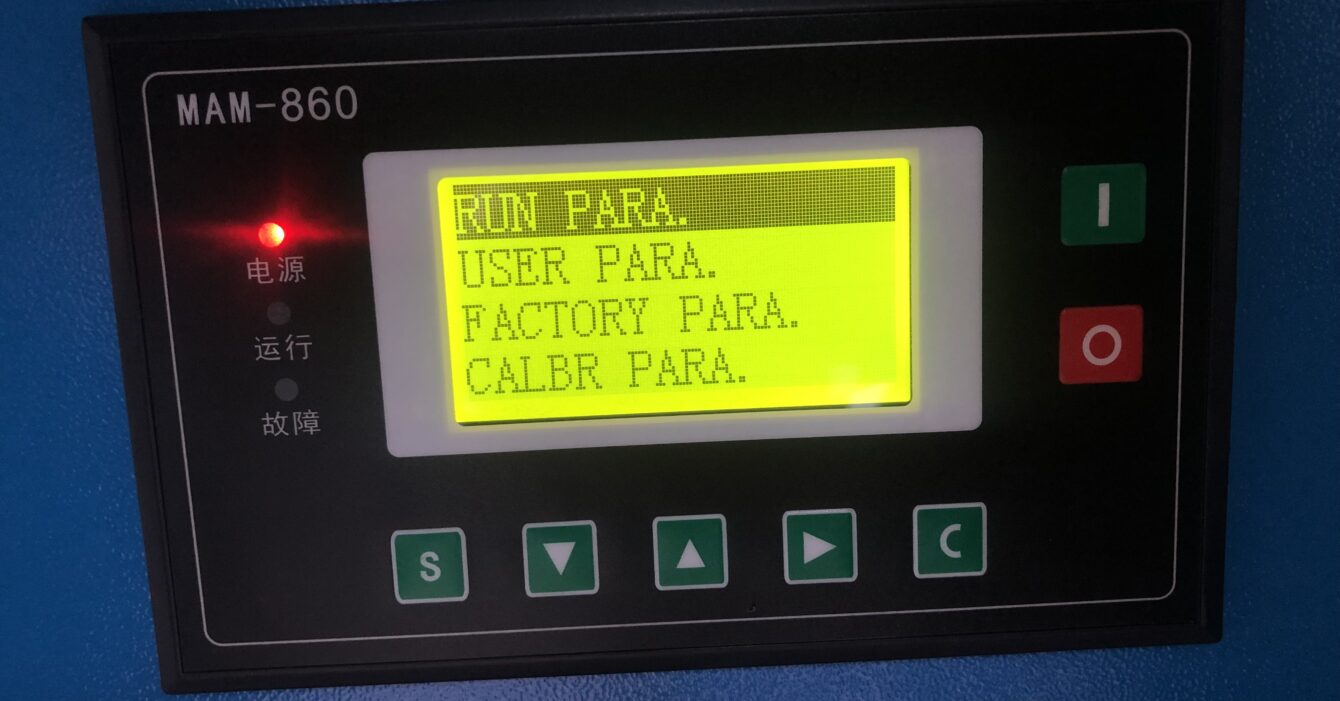 MAM-860
电源
运行
故障
RUN PARA.
USER PARA.
FACTORY PARA.
CALBR PARA.
S
C